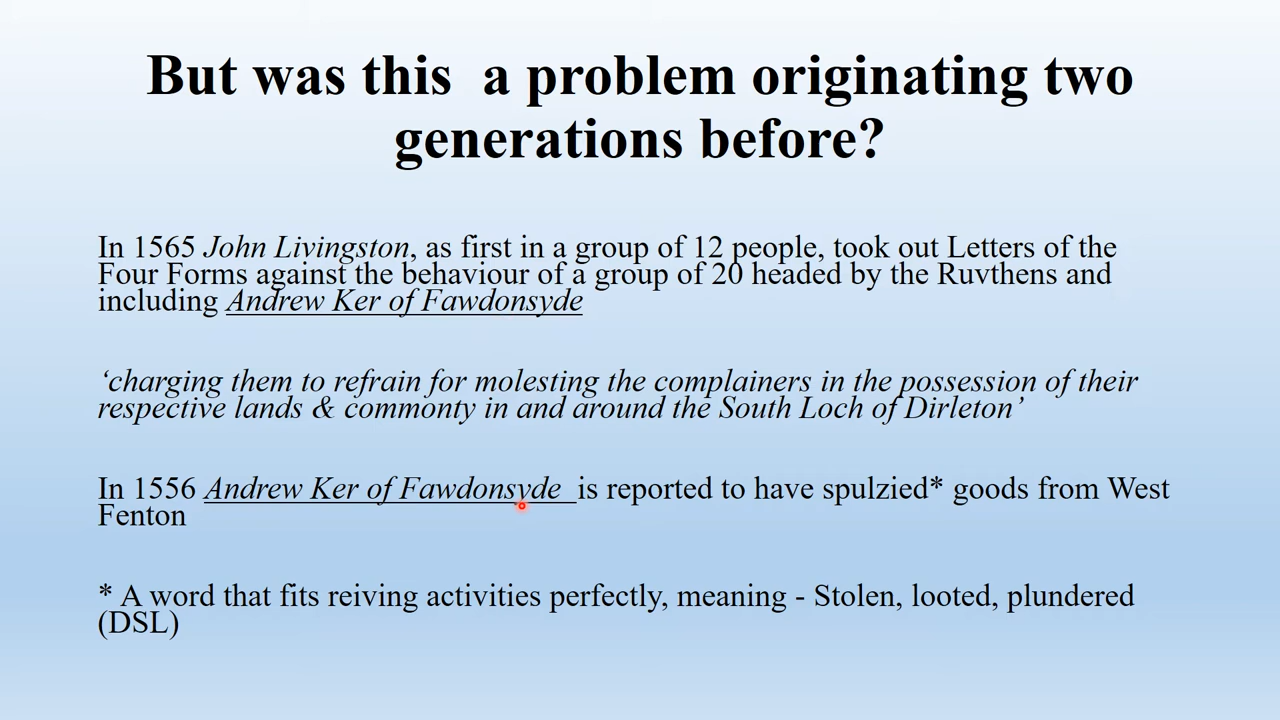 But was this  a problem originating two
generations before?
In 1565 John Livingston, as first in a group of 12 people, took out Letters of the
Four Forms against the behaviour of a group of 20 headed by the Ruvthens and
including Andrew Ker of Fawdonsyde
‘charging them to refrain for molesting the complainers in the possession of their
respective lands & commonty in and around the South Loch of Dirleton’
In 1556 Andrew Ker of Fawdonsyde  is reported to have spulzied* goods from West
Fenton
* A word that fits reiving activities perfectly, meaning - Stolen, looted, plundered
(DSL)